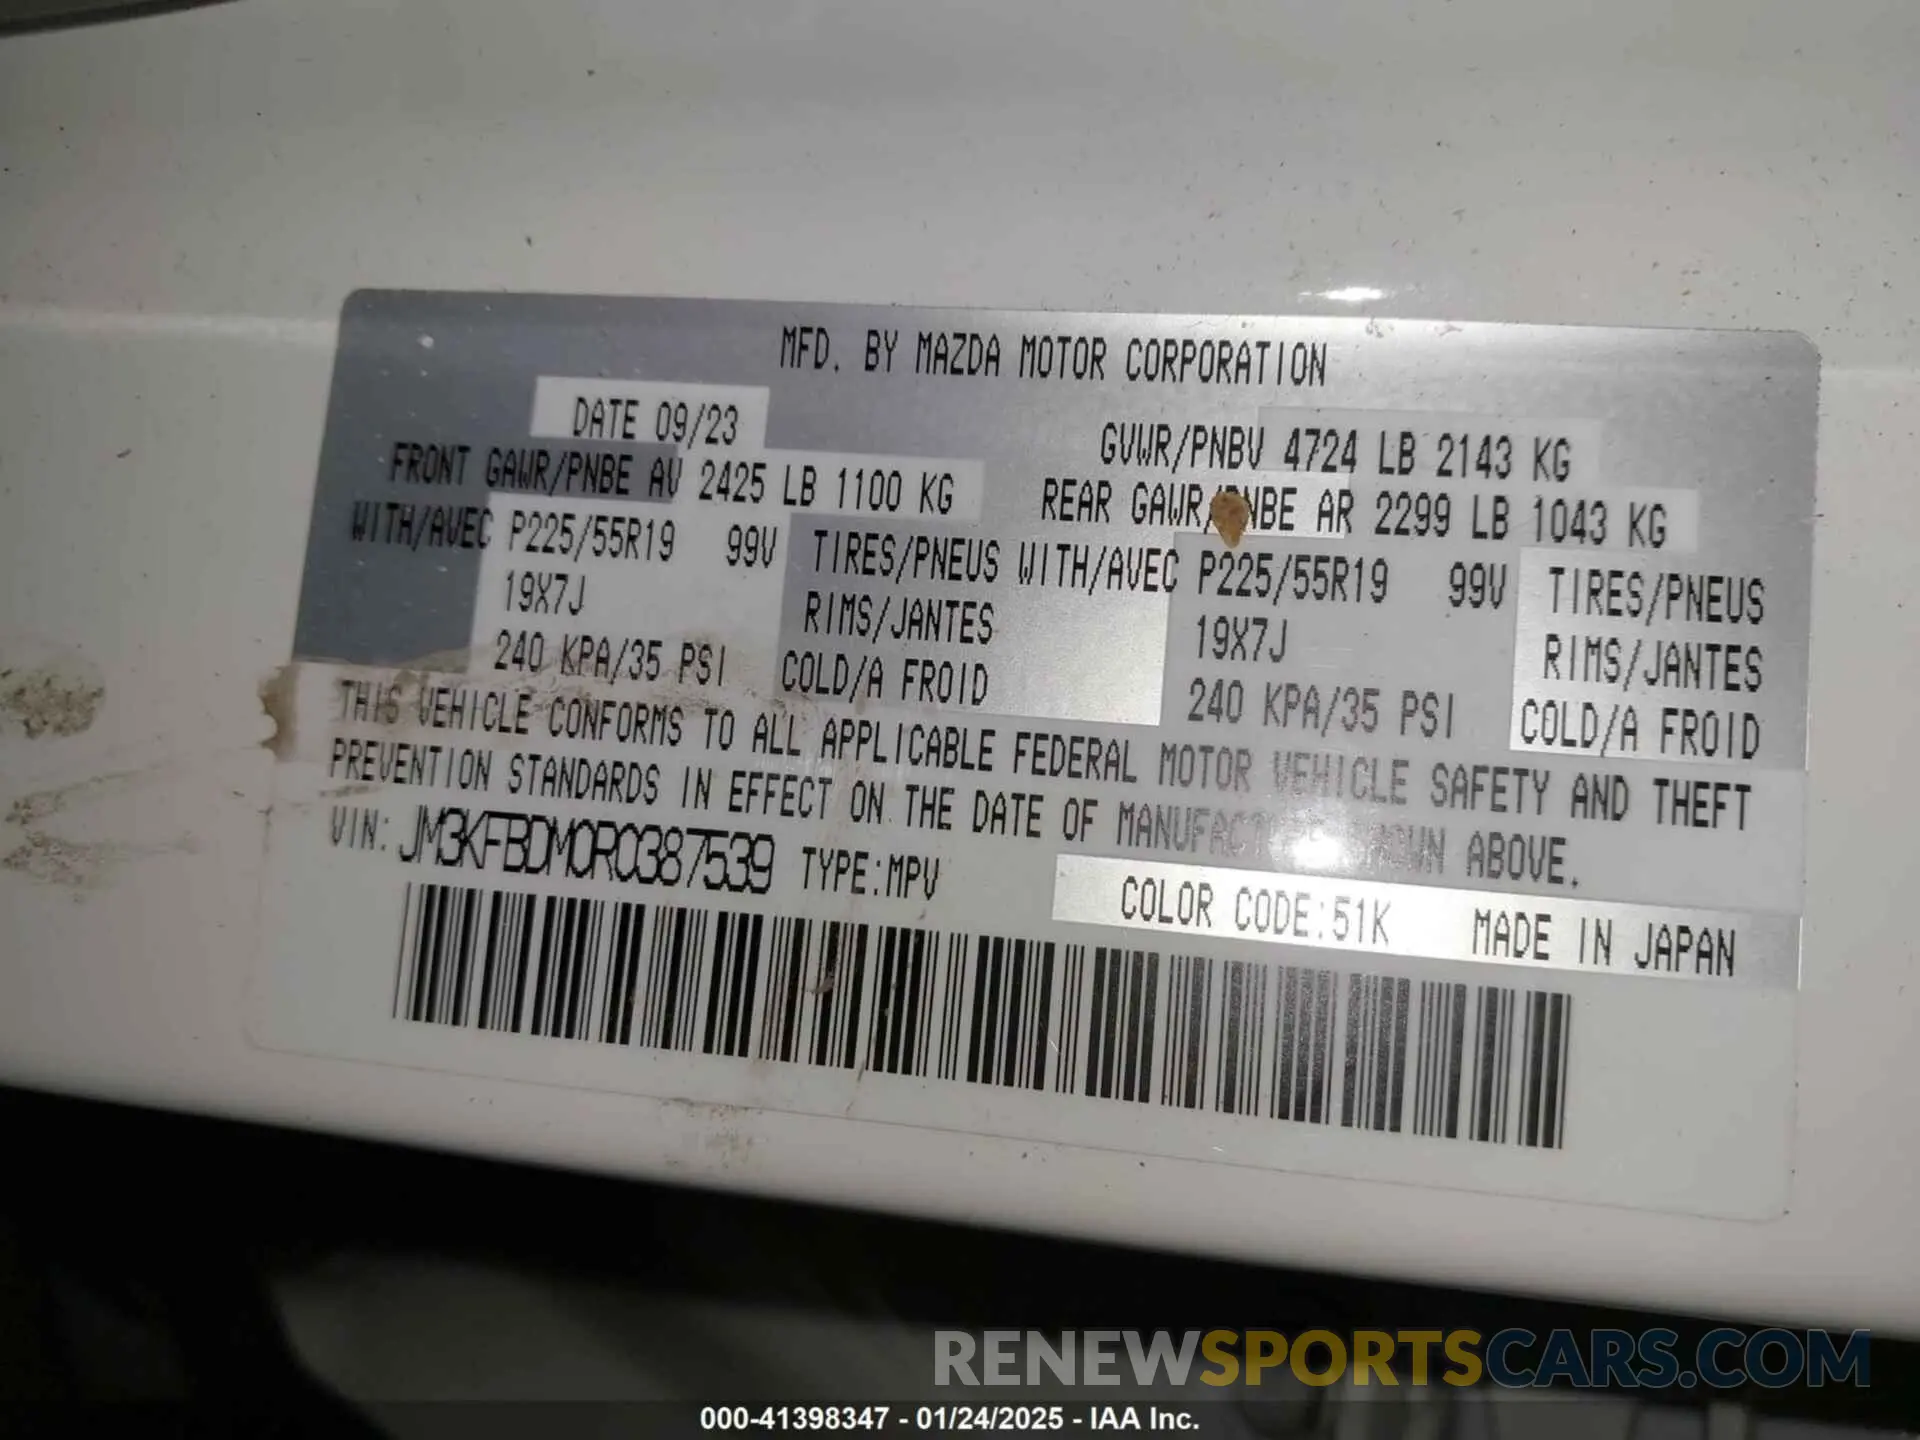 MFD. BY MAZDA MOTOR CORPORATION
DATE 09/23 GVWR/PNBV 4724 LB 2143 KG
FRONT GAWR/PNBE AV 2425 LB 1100 KG REAR GAWR/PNBE AR 2299 LB 1043 KG
WITH/AVEC P225/55R19 99V TIRES/PNEUS WITH/AVEC P225/55R19 99V TIRES/PNEUS
19X7J RIMS/JANTES 19X7J RIMS/JANTES
240 KPA/35 PSI COLD/A FROID 240 KPA/35 PSI COLD/A FROID
THIS VEHICLE CONFORMS TO ALL APPLICABLE FEDERAL MOTOR VEHICLE SAFETY AND THEFT
PREVENTION STANDARDS IN EFFECT ON THE DATE OF MANUFACTURE SHOWN ABOVE.
VIN: JM3KFBDM0R0387539 TYPE:MPV
COLOR CODE:51K MADE IN JAPAN
RENEWSPORTSCARS.COM
000-41398347 - 01/24/2025 - IAA Inc.